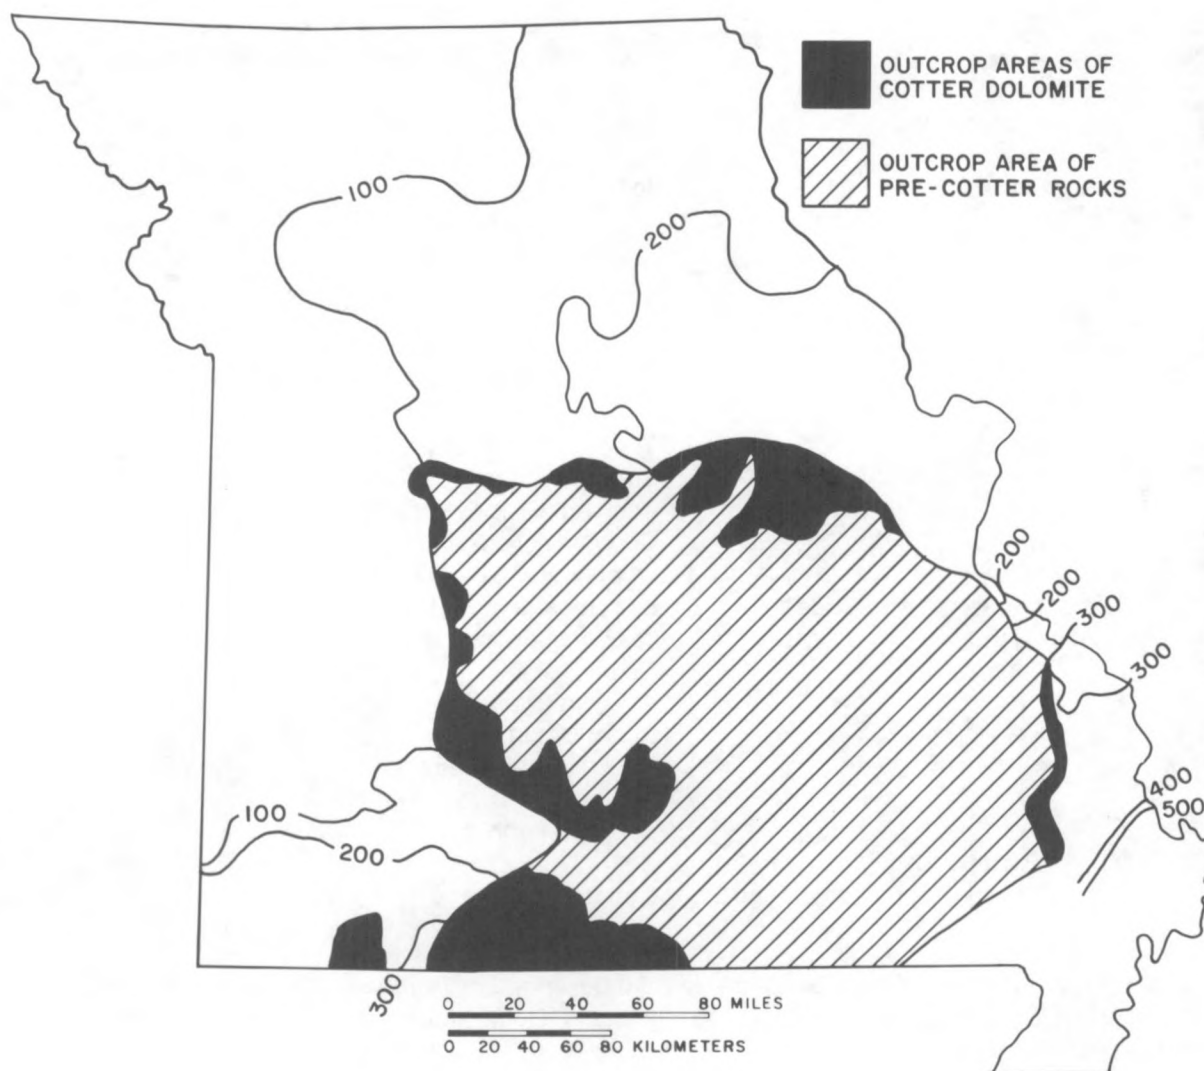 OUTCROP AREAS OF
COTTER DOLOMITE
OUTCROP AREA OF
PRE-COTTER ROCKS
100
200
200
200
300
300
400
500
100
200
300
0 20 40 60 80 MILES
0 20 40 60 80 KILOMETERS